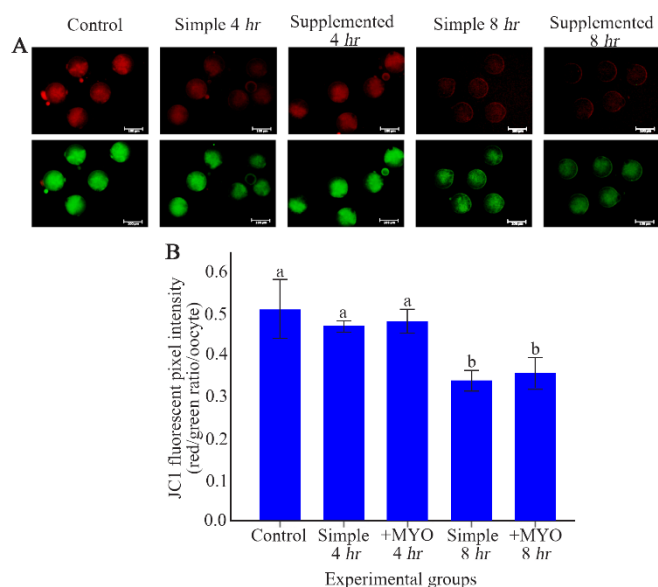 Control
Simple 4 hr
Supplemented
4 hr
Simple 8 hr
Supplemented
8 hr
A
B
JC1 fluorescent pixel intensity
(red/green ratio/oocyte)
0.6
0.5
0.4
0.3
0.2
0.1
0.0
a
a
a
b
b
Control
Simple
4 hr
+MYO
4 hr
Simple
8 hr
+MYO
8 hr
Experimental groups